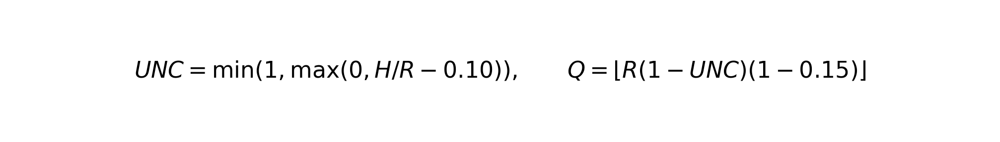 UNC = min(1, max(0, H/R − 0.10)), Q = ⌊R(1 − UNC)(1 − 0.15)⌋